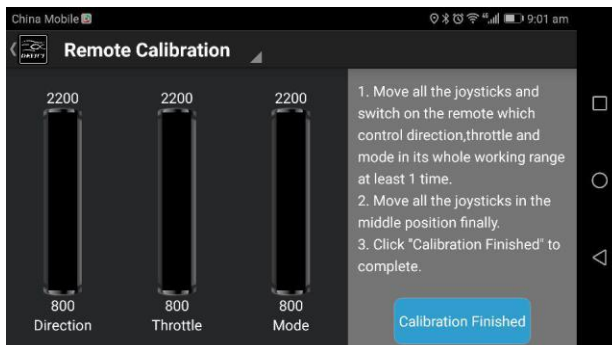 China Mobile
9:01 am
Remote Calibration
2200 2200 2200
800 800 800
Direction Throttle Mode
1. Move all the joysticks and
switch on the remote which
control direction,throttle and
mode in its whole working range
at least 1 time.
2. Move all the joysticks in the
middle position finally.
3. Click "Calibration Finished" to
complete.
Calibration Finished